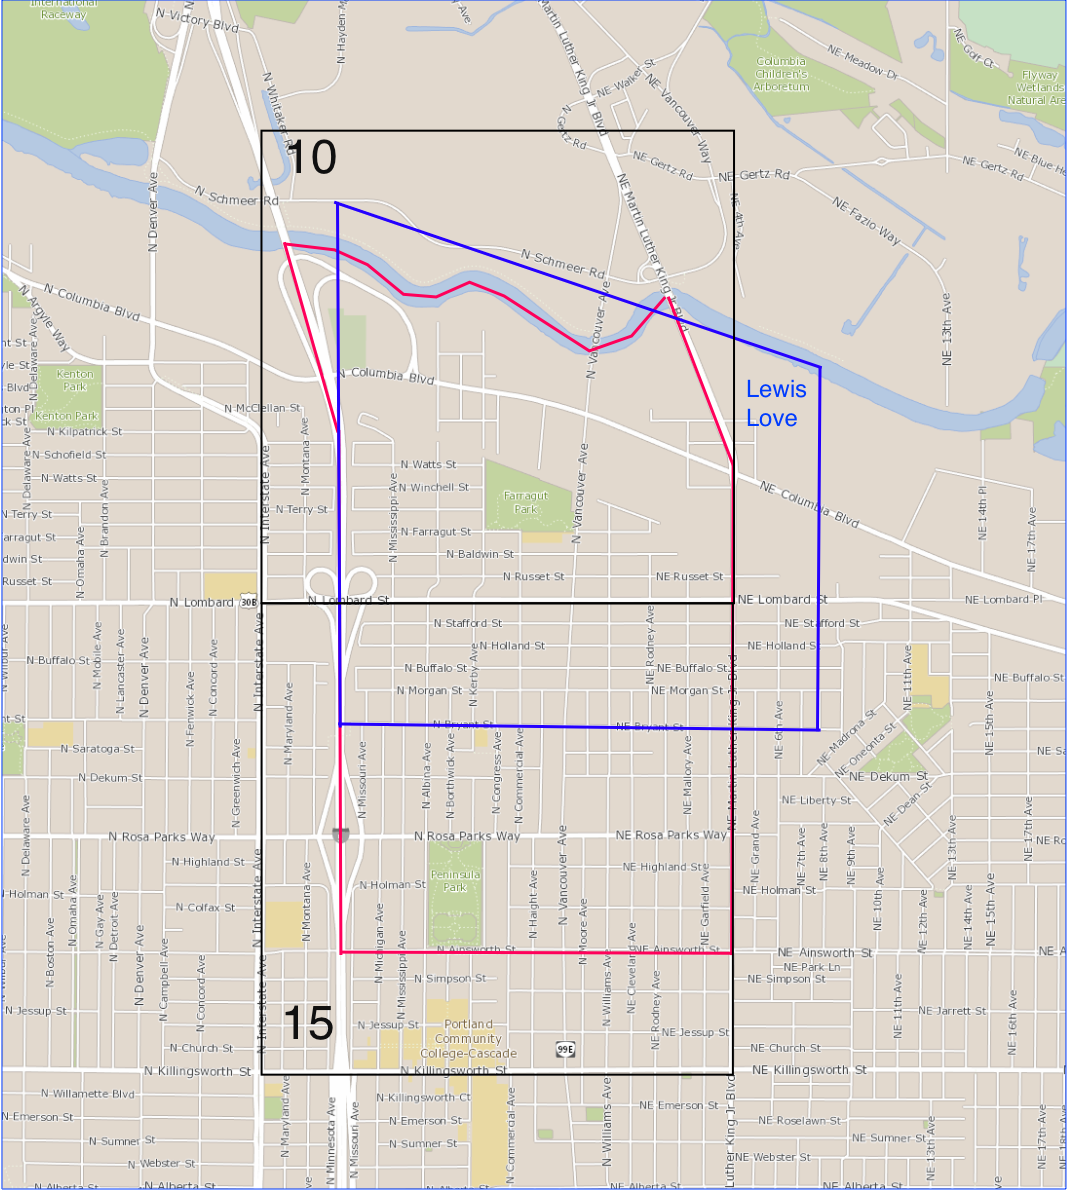 International
Raceway
N Victory Blvd
N Whitaker Rd
NE Walker St
NE Vancouver Way
Martin Luther King Jr Blvd
Columbia
Children's
Arboretum
NE Meadow Dr
NE Golf Ct
Flyway
Wetlands
Natural Are
10
N Gertz Rd
NE Gertz Rd
NE Gertz Rd
NE Gertz Rd
NE Blue He
N Denver Ave
N Schmeer Rd
NE Martin Luther King Jr Blvd
NE 4th Ave
NE Fazio Way
N Schmeer Rd
N Columbia Blvd
N Argyle Way
N Vancouver Ave
NE 13th Ave
N Delaware Ave
Kenton
Park
Kenton Park
N Columbia Blvd
Lewis
Love
N McClellan St
N Kilpatrick St
N Schofield St
N Watts St
N Watts St
N Winchell St
N Interstate Ave
N Montana Ave
N Mississippi Ave
Farragut
Park
N Vancouver Ave
NE Columbia Blvd
NE 14th Pl
NE 17th Ave
N Terry St
N Terry St
N Delaware Ave
N Brandon Ave
N Omaha Ave
N Farragut St
N Baldwin St
N Russet St
NE Russet St
Russet St
N Lombard
30B
N Lombard St
NE Lombard St
NE Lombard Pl
N Stafford St
NE Stafford St
N Holland St
NE Holland St
N Buffalo St
N Buffalo St
NE Buffalo St
NE Buffalo St
N Morgan St
NE Morgan St
N Mobile Ave
N Lancaster Ave
N Denver Ave
N Fenwick Ave
N Concord Ave
N Interstate Ave
N Maryland Ave
N Kerby Ave
NE Rodney Ave
NE 11th Ave
NE 15th Ave
N Bryant St
NE Bryant St
NE 6th Ave
NE Madrona St
NE Oneonta St
N Saratoga St
N Dekum St
NE Dekum St
NE Dean St
N Greenwich Ave
N Missouri Ave
N Albina Ave
N Borthwick Ave
N Congress Ave
N Commercial Ave
NE Mallory Ave
NE Martin Luther King Jr Blvd
NE Liberty St
N Delaware Ave
N Rosa Parks Way
N Rosa Parks Way
NE Rosa Parks Way
NE Grand Ave
NE 7th Ave
NE 8th Ave
NE 9th Ave
NE 13th Ave
NE 17th Ave
N Highland St
NE Highland St
Peninsula
Park
N Holman St
N Holman St
NE Holman St
N Colfax St
N Omaha Ave
N Gay Ave
N Detroit Ave
N Boston Ave
N Denver Ave
N Campbell Ave
N Concord Ave
N Interstate Ave
N Montana Ave
N Michigan Ave
N Mississippi Ave
N Haight Ave
N Vancouver Ave
N Moore Ave
NE Garfield Ave
NE 10th Ave
NE 12th Ave
NE 14th Ave
NE 15th Ave
N Ainsworth St
NE Ainsworth St
NE Ainsworth St
NE Park Ln
N Simpson St
NE Simpson St
N Williams Ave
NE Cleveland Ave
NE Rodney Ave
NE 11th Ave
NE 16th Ave
N Interstate Ave
15
N Jessup St
N Jessup St
NE Jessup St
NE Jarrett St
Portland
Community
College-Cascade
99E
N Church St
NE Church St
N Killingsworth St
N Killingsworth St
NE Killingsworth St
N Willamette Blvd
N Killingsworth Ct
N Emerson St
N Emerson St
NE Emerson St
NE Roselawn St
N Sumner St
N Sumner St
NE Sumner St
N Webster St
NE Webster St
N Maryland Ave
N Minnesota Ave
N Missouri Ave
N Commercial Ave
N Williams Ave
Luther King Jr Blvd
NE 13th Ave
NE 17th Ave
NE 18th Ave
N Alberta St
N Alberta St
N Alberta St
NE Alberta St
NE Alberta St